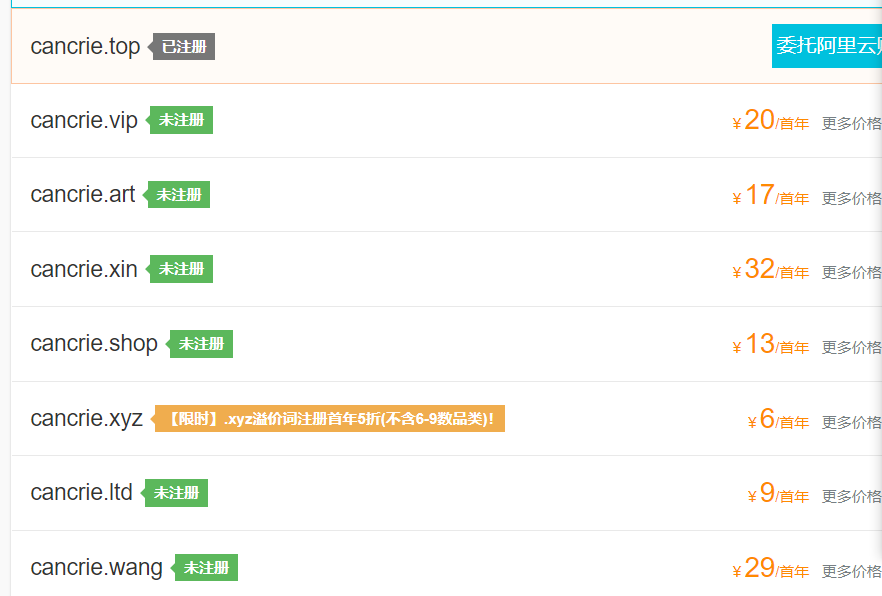 cancrie.top 已注册 委托阿里云
cancrie.vip 未注册 ¥20/首年 更多价格
cancrie.art 未注册 ¥17/首年 更多价格
cancrie.xin 未注册 ¥32/首年 更多价格
cancrie.shop 未注册 ¥13/首年 更多价格
cancrie.xyz 【限时】.xyz溢价词注册首年5折(不含6-9数品类)! ¥6/首年 更多价格
cancrie.ltd 未注册 ¥9/首年 更多价格
cancrie.wang 未注册 ¥29/首年 更多价格